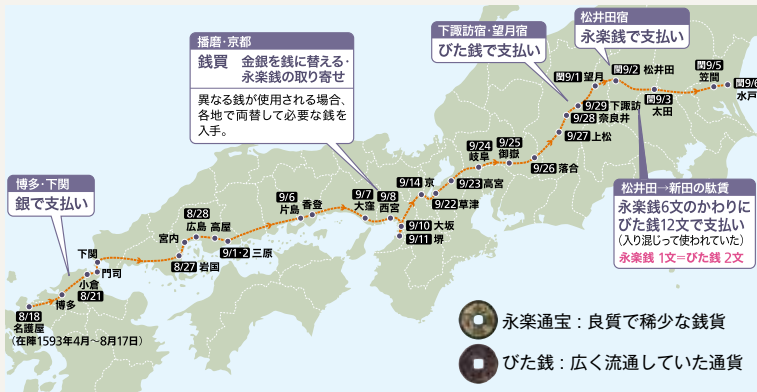 松井田宿
永楽銭で支払い
下諏訪宿・望月宿
びた銭で支払い
播磨・京都
銭買 金銀を銭に替える・
永楽銭の取り寄せ
異なる銭が使用される場合、
各地で両替して必要な銭を
入手。
博多・下関
銀で支払い
松井田→新田の駄賃
永楽銭6文のかわりに
びた銭12文で支払い
(入り混じって使われていた)
永楽銭 1文=びた銭 2文
8/18
名護屋
(在陣1593年4月〜8月17日)
博多
小倉
8/21
門司
下関
宮内
8/27 岩国
8/28
広島
高屋
9/1・2 三原
9/6
片島
香登
9/7
大窪
9/8
西宮
9/10 大坂
9/11 堺
9/14 京
9/22 草津
9/23 高宮
9/24
岐阜
9/25
御嶽
9/26 落合
9/27 上松
9/28 奈良井
9/29 下諏訪
閏9/1 望月
閏9/2 松井田
閏9/3
太田
閏9/5
笠間
閏9/6
水戸
永楽通宝:良質で稀少な銭貨
びた銭:広く流通していた通貨